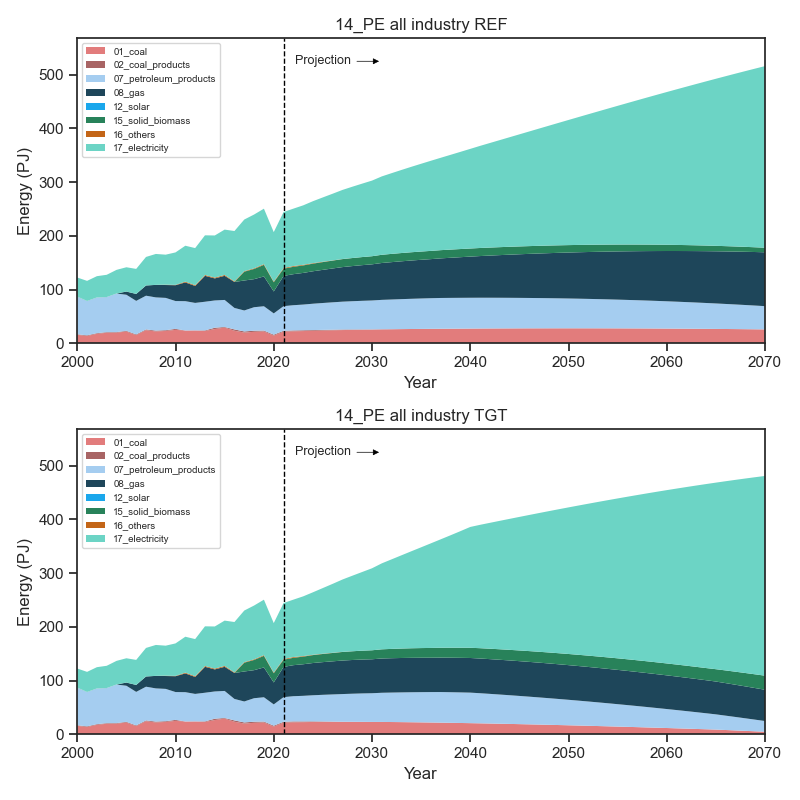 14_PE all industry REF
500
400
300
200
100
0
Energy (PJ)
01_coal
02_coal_products
07_petroleum_products
08_gas
12_solar
15_solid_biomass
16_others
17_electricity
Projection
2000 2010 2020 2030 2040 2050 2060 2070
Year
14_PE all industry TGT
500
400
300
200
100
0
Energy (PJ)
01_coal
02_coal_products
07_petroleum_products
08_gas
12_solar
15_solid_biomass
16_others
17_electricity
Projection
2000 2010 2020 2030 2040 2050 2060 2070
Year